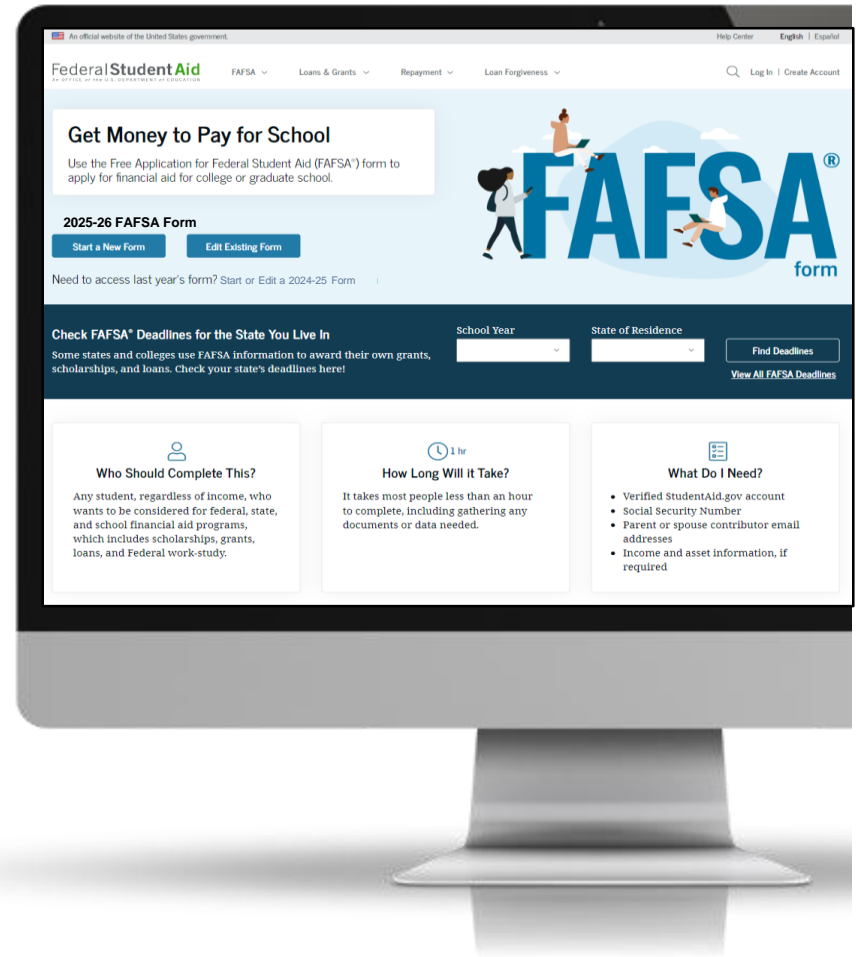 An official website of the United States government.
Help Center English | Español
Federal Student Aid
An OFFICE of the U.S. DEPARTMENT of EDUCATION
FAFSA Loans & Grants Repayment Loan Forgiveness
Log In | Create Account
Get Money to Pay for School
Use the Free Application for Federal Student Aid (FAFSA®) form to
apply for financial aid for college or graduate school.
2025-26 FAFSA Form
Start a New Form Edit Existing Form
Need to access last year's form? Start or Edit a 2024-25 Form
FAFSA®
form
Check FAFSA® Deadlines for the State You Live In
Some states and colleges use FAFSA information to award their own grants,
scholarships, and loans. Check your state's deadlines here!
School Year
State of Residence
Find Deadlines
View All FAFSA Deadlines
Who Should Complete This?
Any student, regardless of income, who
wants to be considered for federal, state,
and school financial aid programs,
which includes scholarships, grants,
loans, and Federal work-study.
1 hr
How Long Will it Take?
It takes most people less than an hour
to complete, including gathering any
documents or data needed.
What Do I Need?
• Verified StudentAid.gov account
• Social Security Number
• Parent or spouse contributor email
addresses
• Income and asset information, if
required